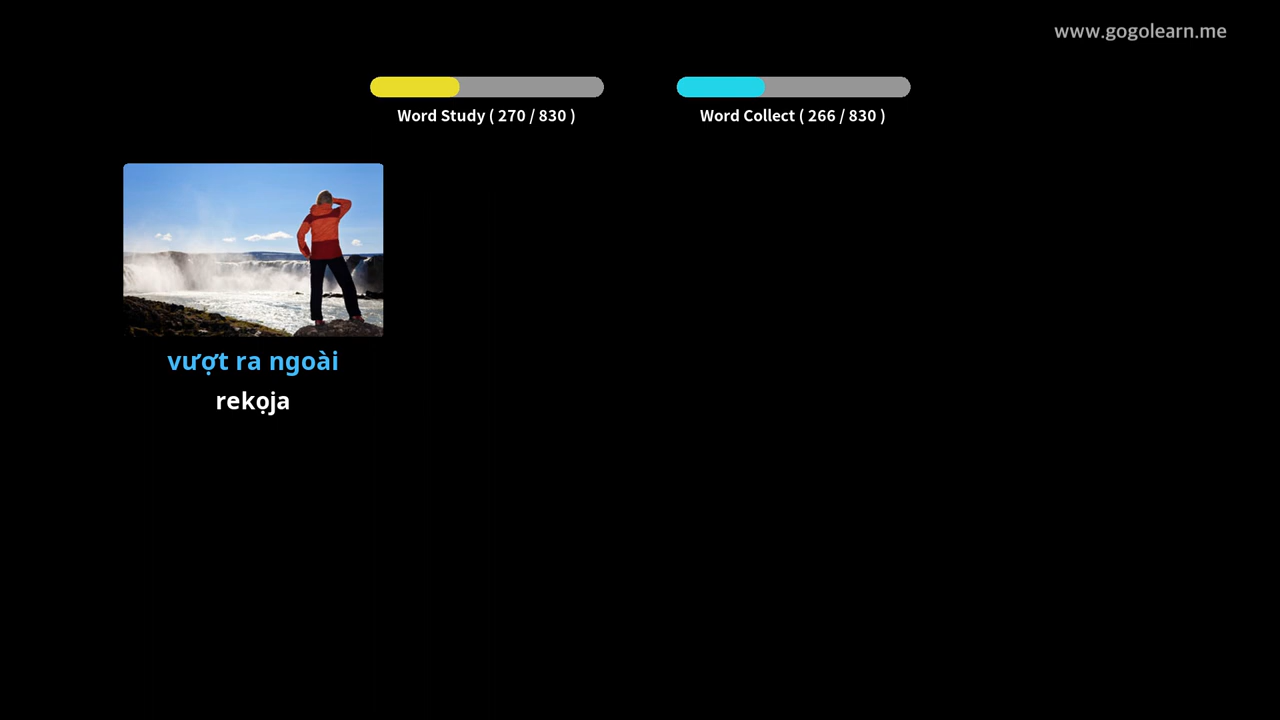 www.gogolearn.me
Word Study ( 270 / 830 )
Word Collect ( 266 / 830 )
vượt ra ngoài
rekọja